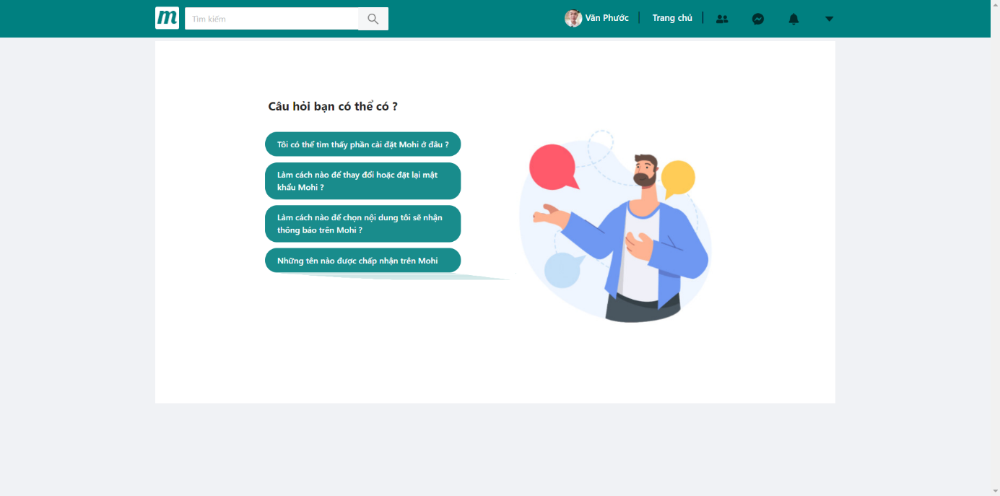 m
Tìm kiếm
Văn Phước
Trang chủ
Câu hỏi bạn có thể có ?
Tôi có thể tìm thấy phần cài đặt Mohi ở đâu ?
Làm cách nào để thay đổi hoặc đặt lại mật
khẩu Mohi ?
Làm cách nào để chọn nội dung tôi sẽ nhận
thông báo trên Mohi ?
Những tên nào được chấp nhận trên Mohi